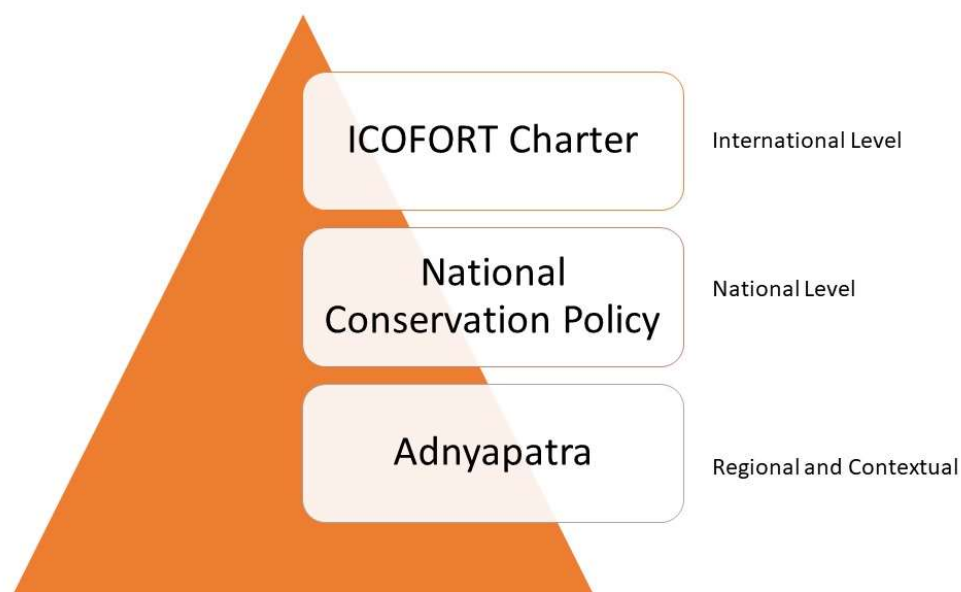 ICOFORT Charter
International Level
National
Conservation Policy
National Level
Adnyapatra
Regional and Contextual